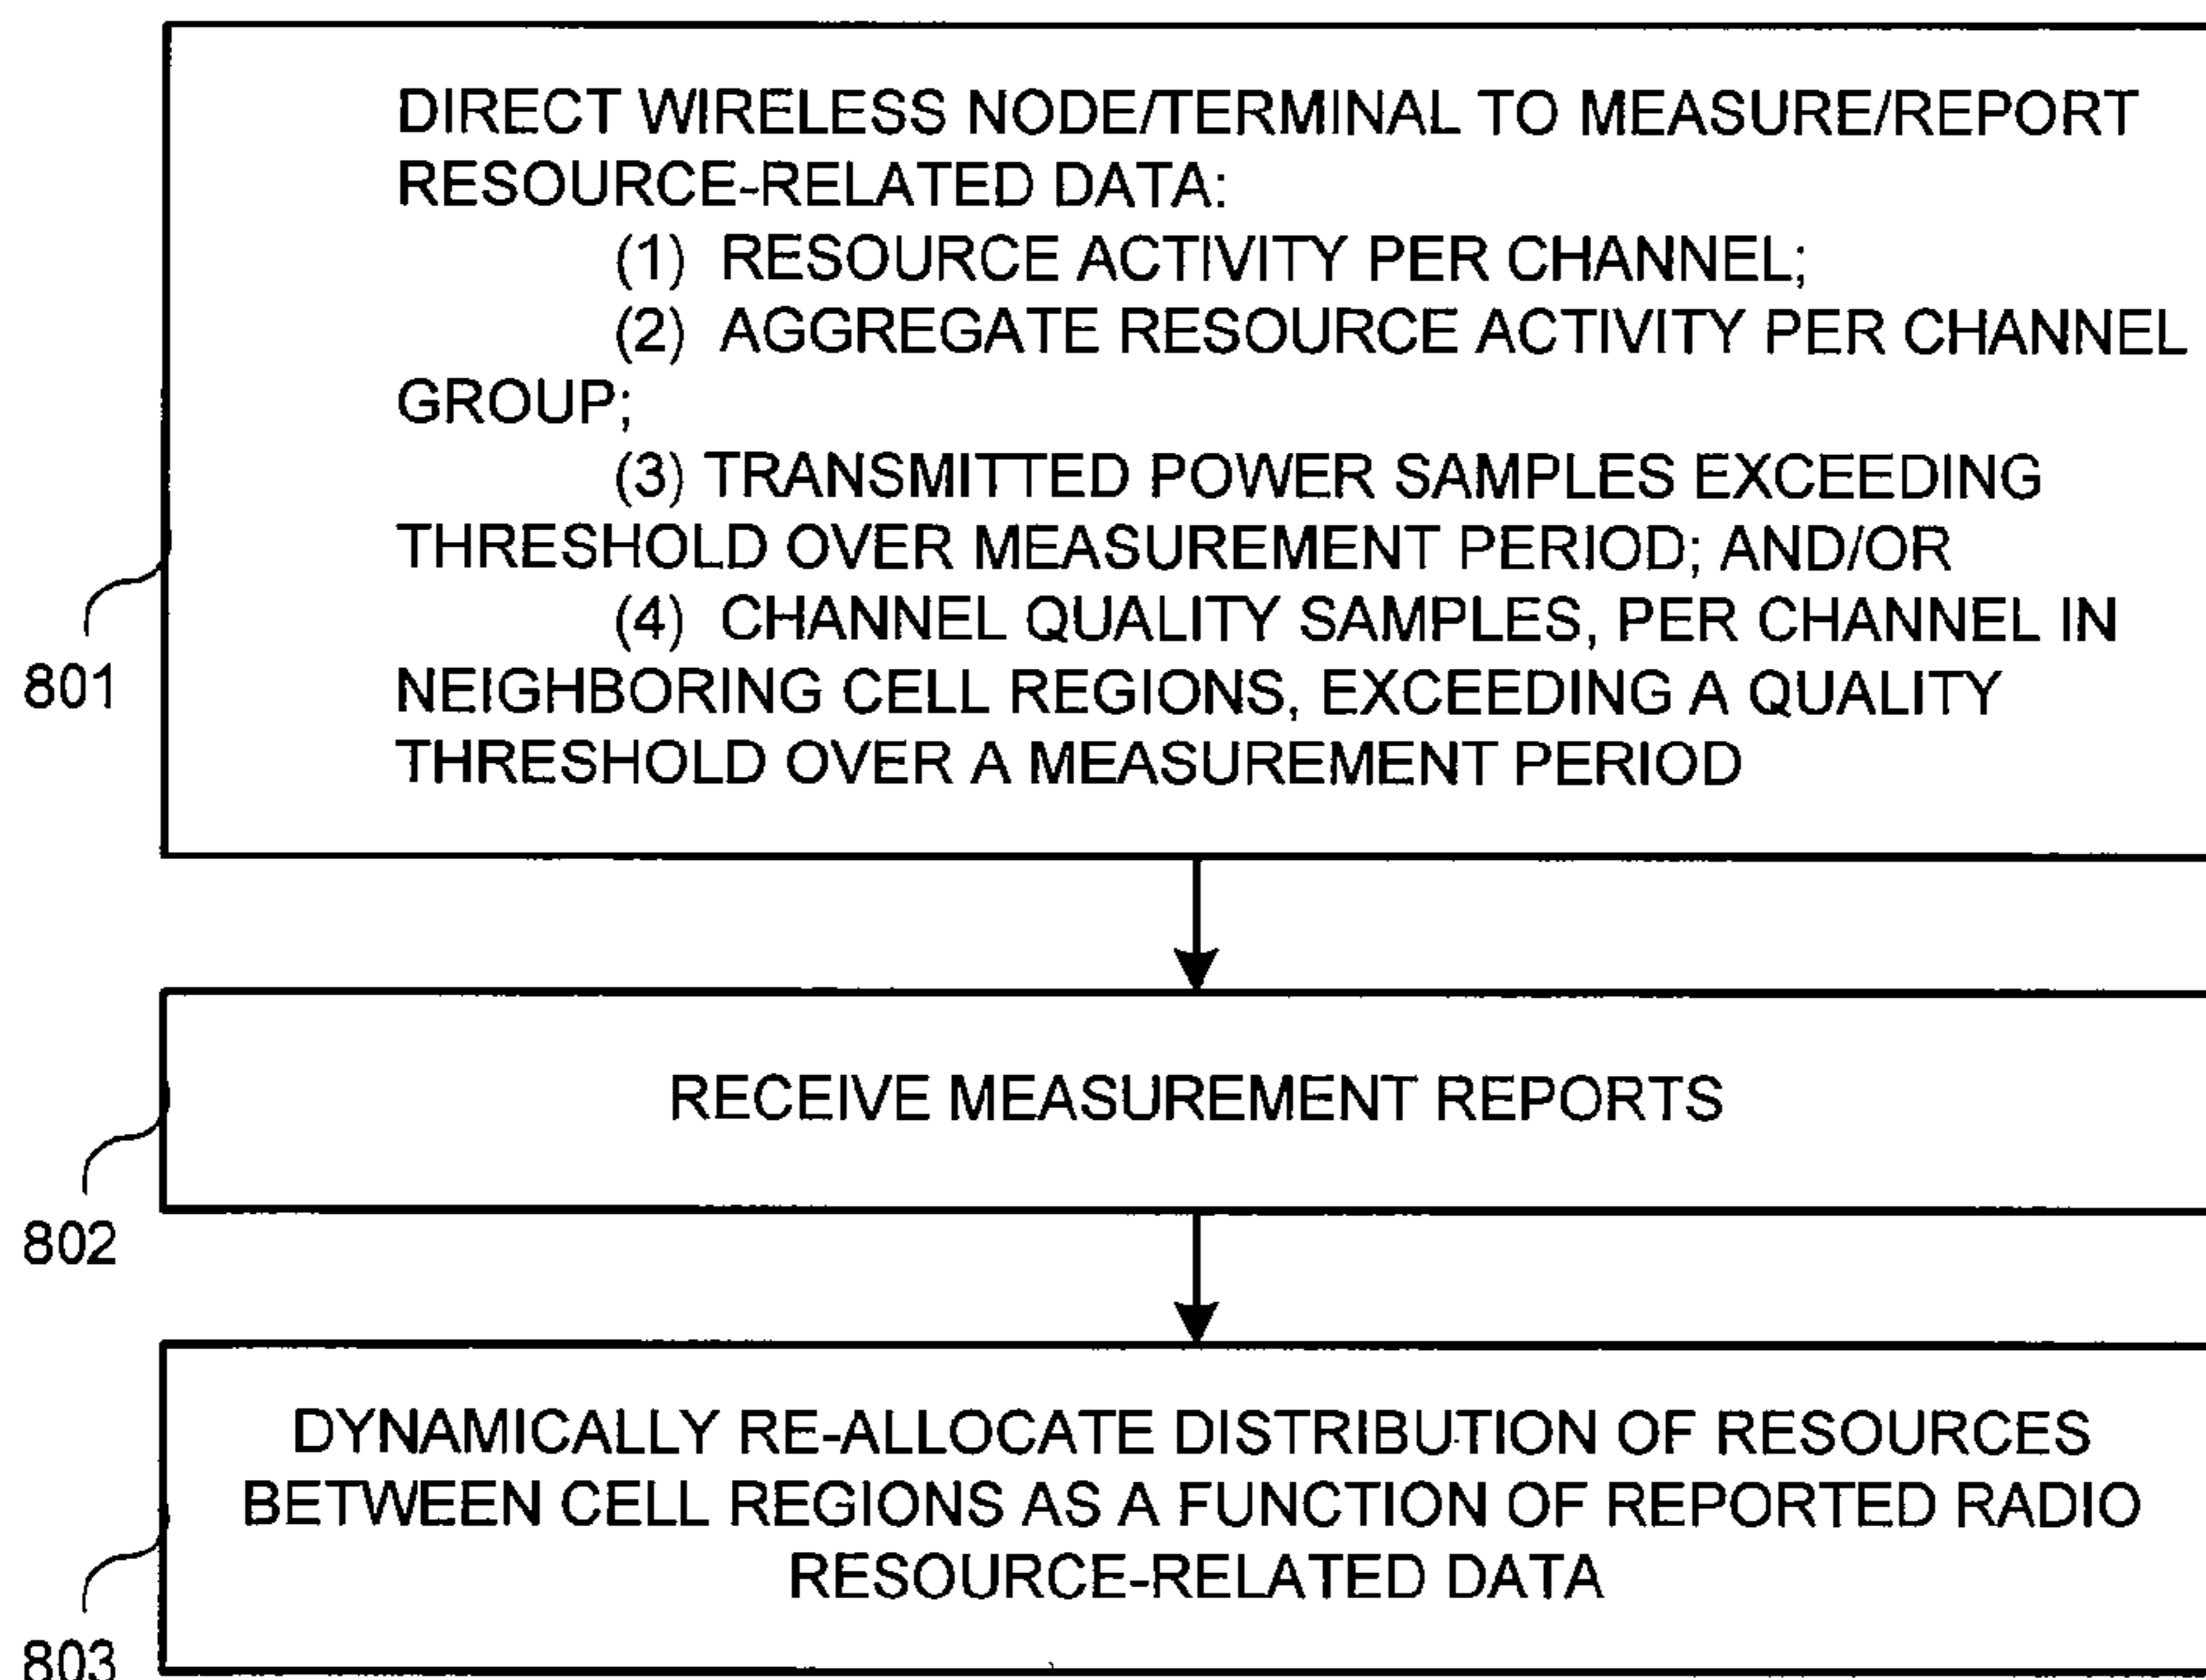 DIRECT WIRELESS NODE/TERMINAL TO MEASURE/REPORT
RESOURCE-RELATED DATA:
(1) RESOURCE ACTIVITY PER CHANNEL;
(2) AGGREGATE RESOURCE ACTIVITY PER CHANNEL
GROUP;
(3) TRANSMITTED POWER SAMPLES EXCEEDING
THRESHOLD OVER MEASUREMENT PERIOD; AND/OR
(4) CHANNEL QUALITY SAMPLES, PER CHANNEL IN
NEIGHBORING CELL REGIONS, EXCEEDING A QUALITY
THRESHOLD OVER A MEASUREMENT PERIOD
801
RECEIVE MEASUREMENT REPORTS
802
DYNAMICALLY RE-ALLOCATE DISTRIBUTION OF RESOURCES
BETWEEN CELL REGIONS AS A FUNCTION OF REPORTED RADIO
RESOURCE-RELATED DATA
803